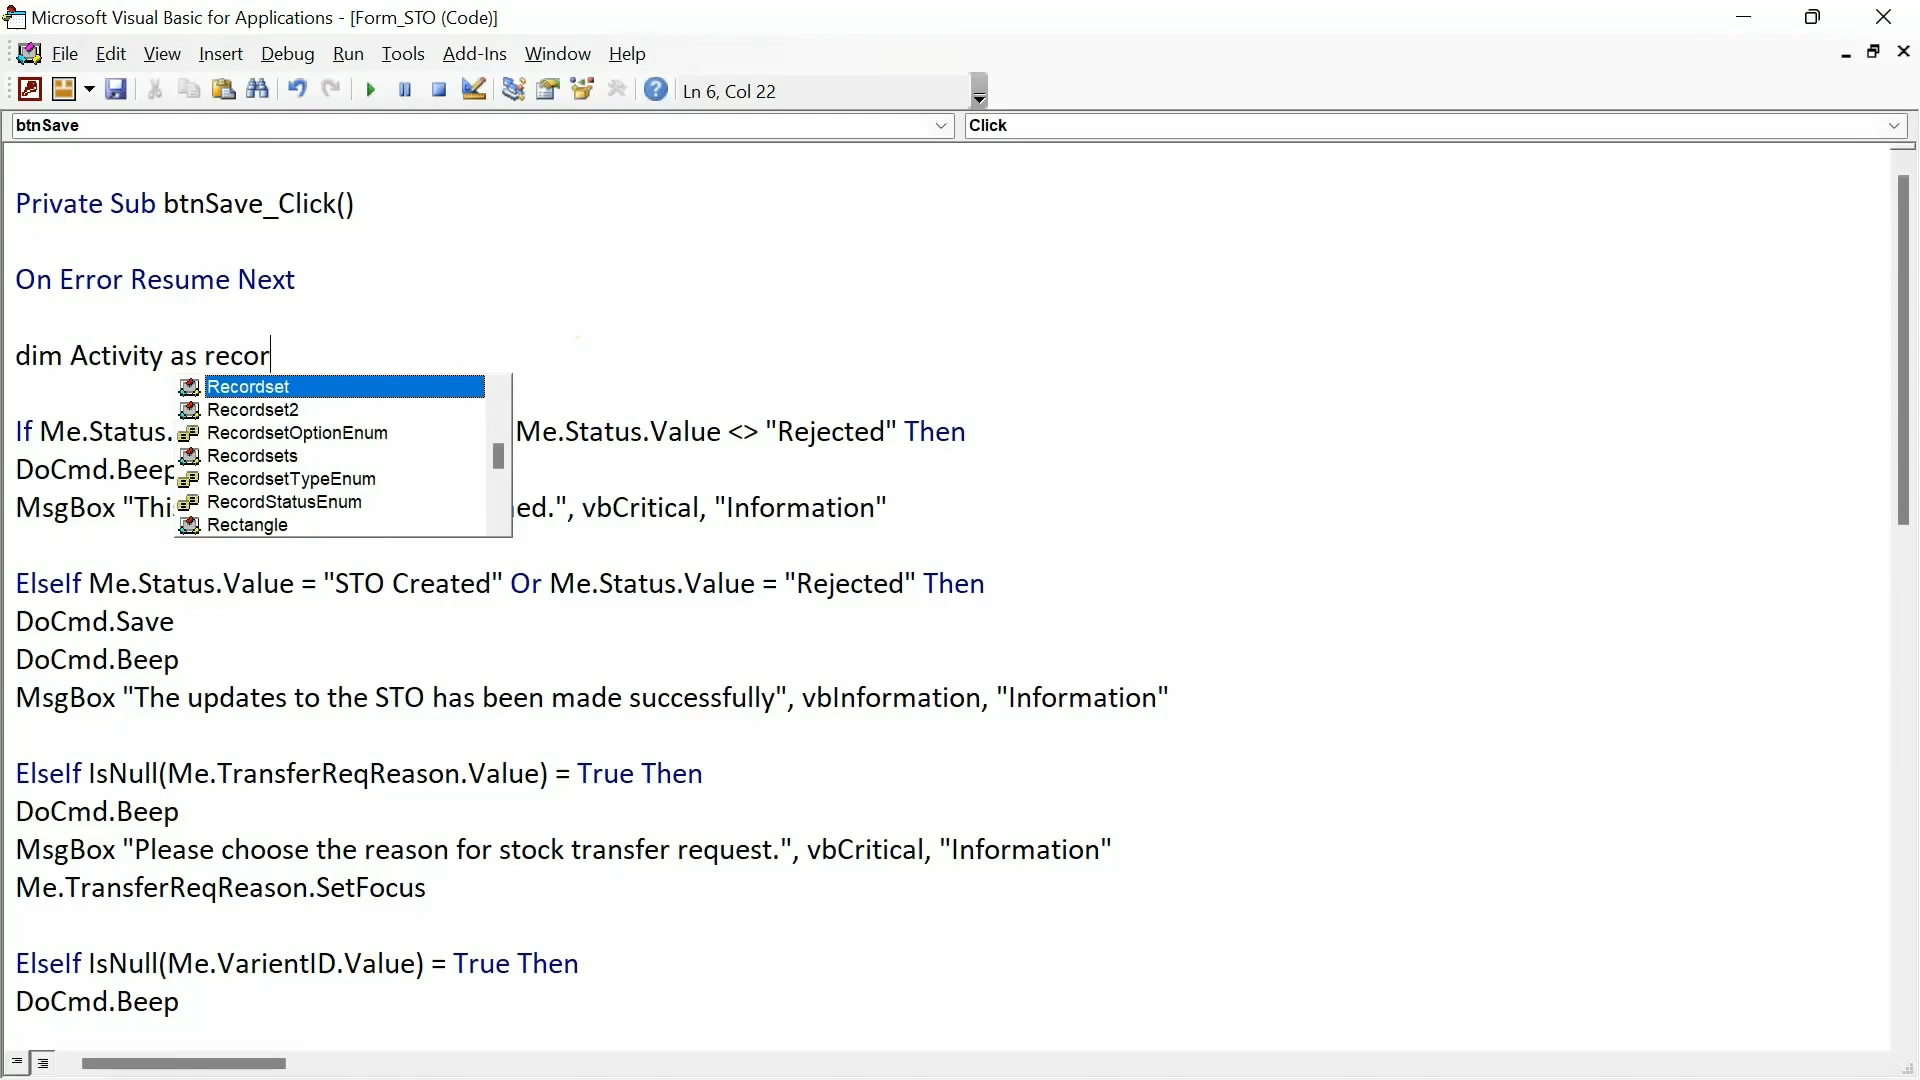 Microsoft Visual Basic for Applications - [Form_STO (Code)]
File Edit View Insert Debug Run Tools Add-Ins Window Help
Ln 6, Col 22
btnSave
Click
Private Sub btnSave_Click()
On Error Resume Next
dim Activity as recor
Recordset
Recordset2
RecordsetOptionEnum
Recordsets
RecordsetTypeEnum
RecordStatusEnum
Rectangle
If Me.Status. Me.Status.Value <> "Rejected" Then
DoCmd.Beep
MsgBox "Thi ed.", vbCritical, "Information"
ElseIf Me.Status.Value = "STO Created" Or Me.Status.Value = "Rejected" Then
DoCmd.Save
DoCmd.Beep
MsgBox "The updates to the STO has been made successfully", vbInformation, "Information"
ElseIf IsNull(Me.TransferReqReason.Value) = True Then
DoCmd.Beep
MsgBox "Please choose the reason for stock transfer request.", vbCritical, "Information"
Me.TransferReqReason.SetFocus
ElseIf IsNull(Me.VarientID.Value) = True Then
DoCmd.Beep